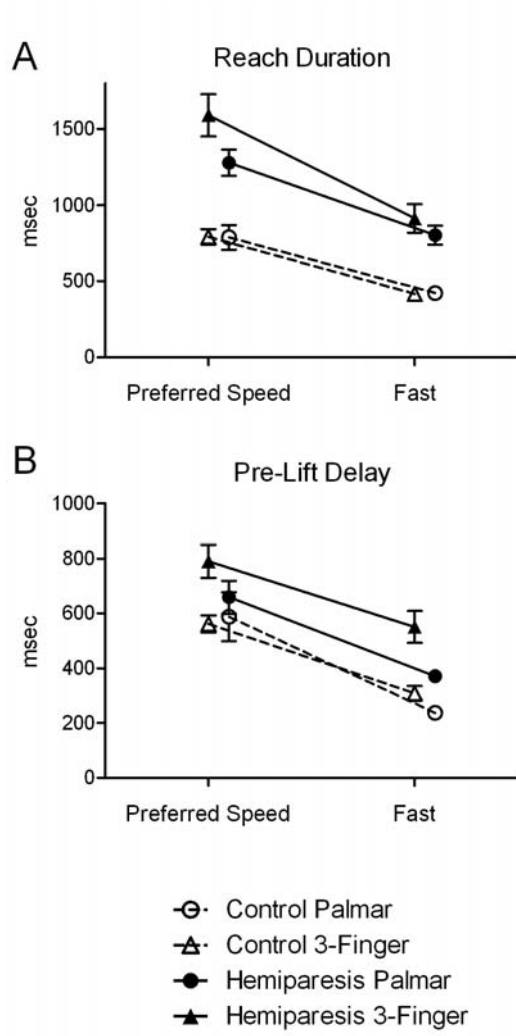 A
Reach Duration
1500
1000
500
0
msec
Preferred Speed
Fast
B
Pre-Lift Delay
1000
800
600
400
200
0
msec
Preferred Speed
Fast
Control Palmar
Control 3-Finger
Hemiparesis Palmar
Hemiparesis 3-Finger